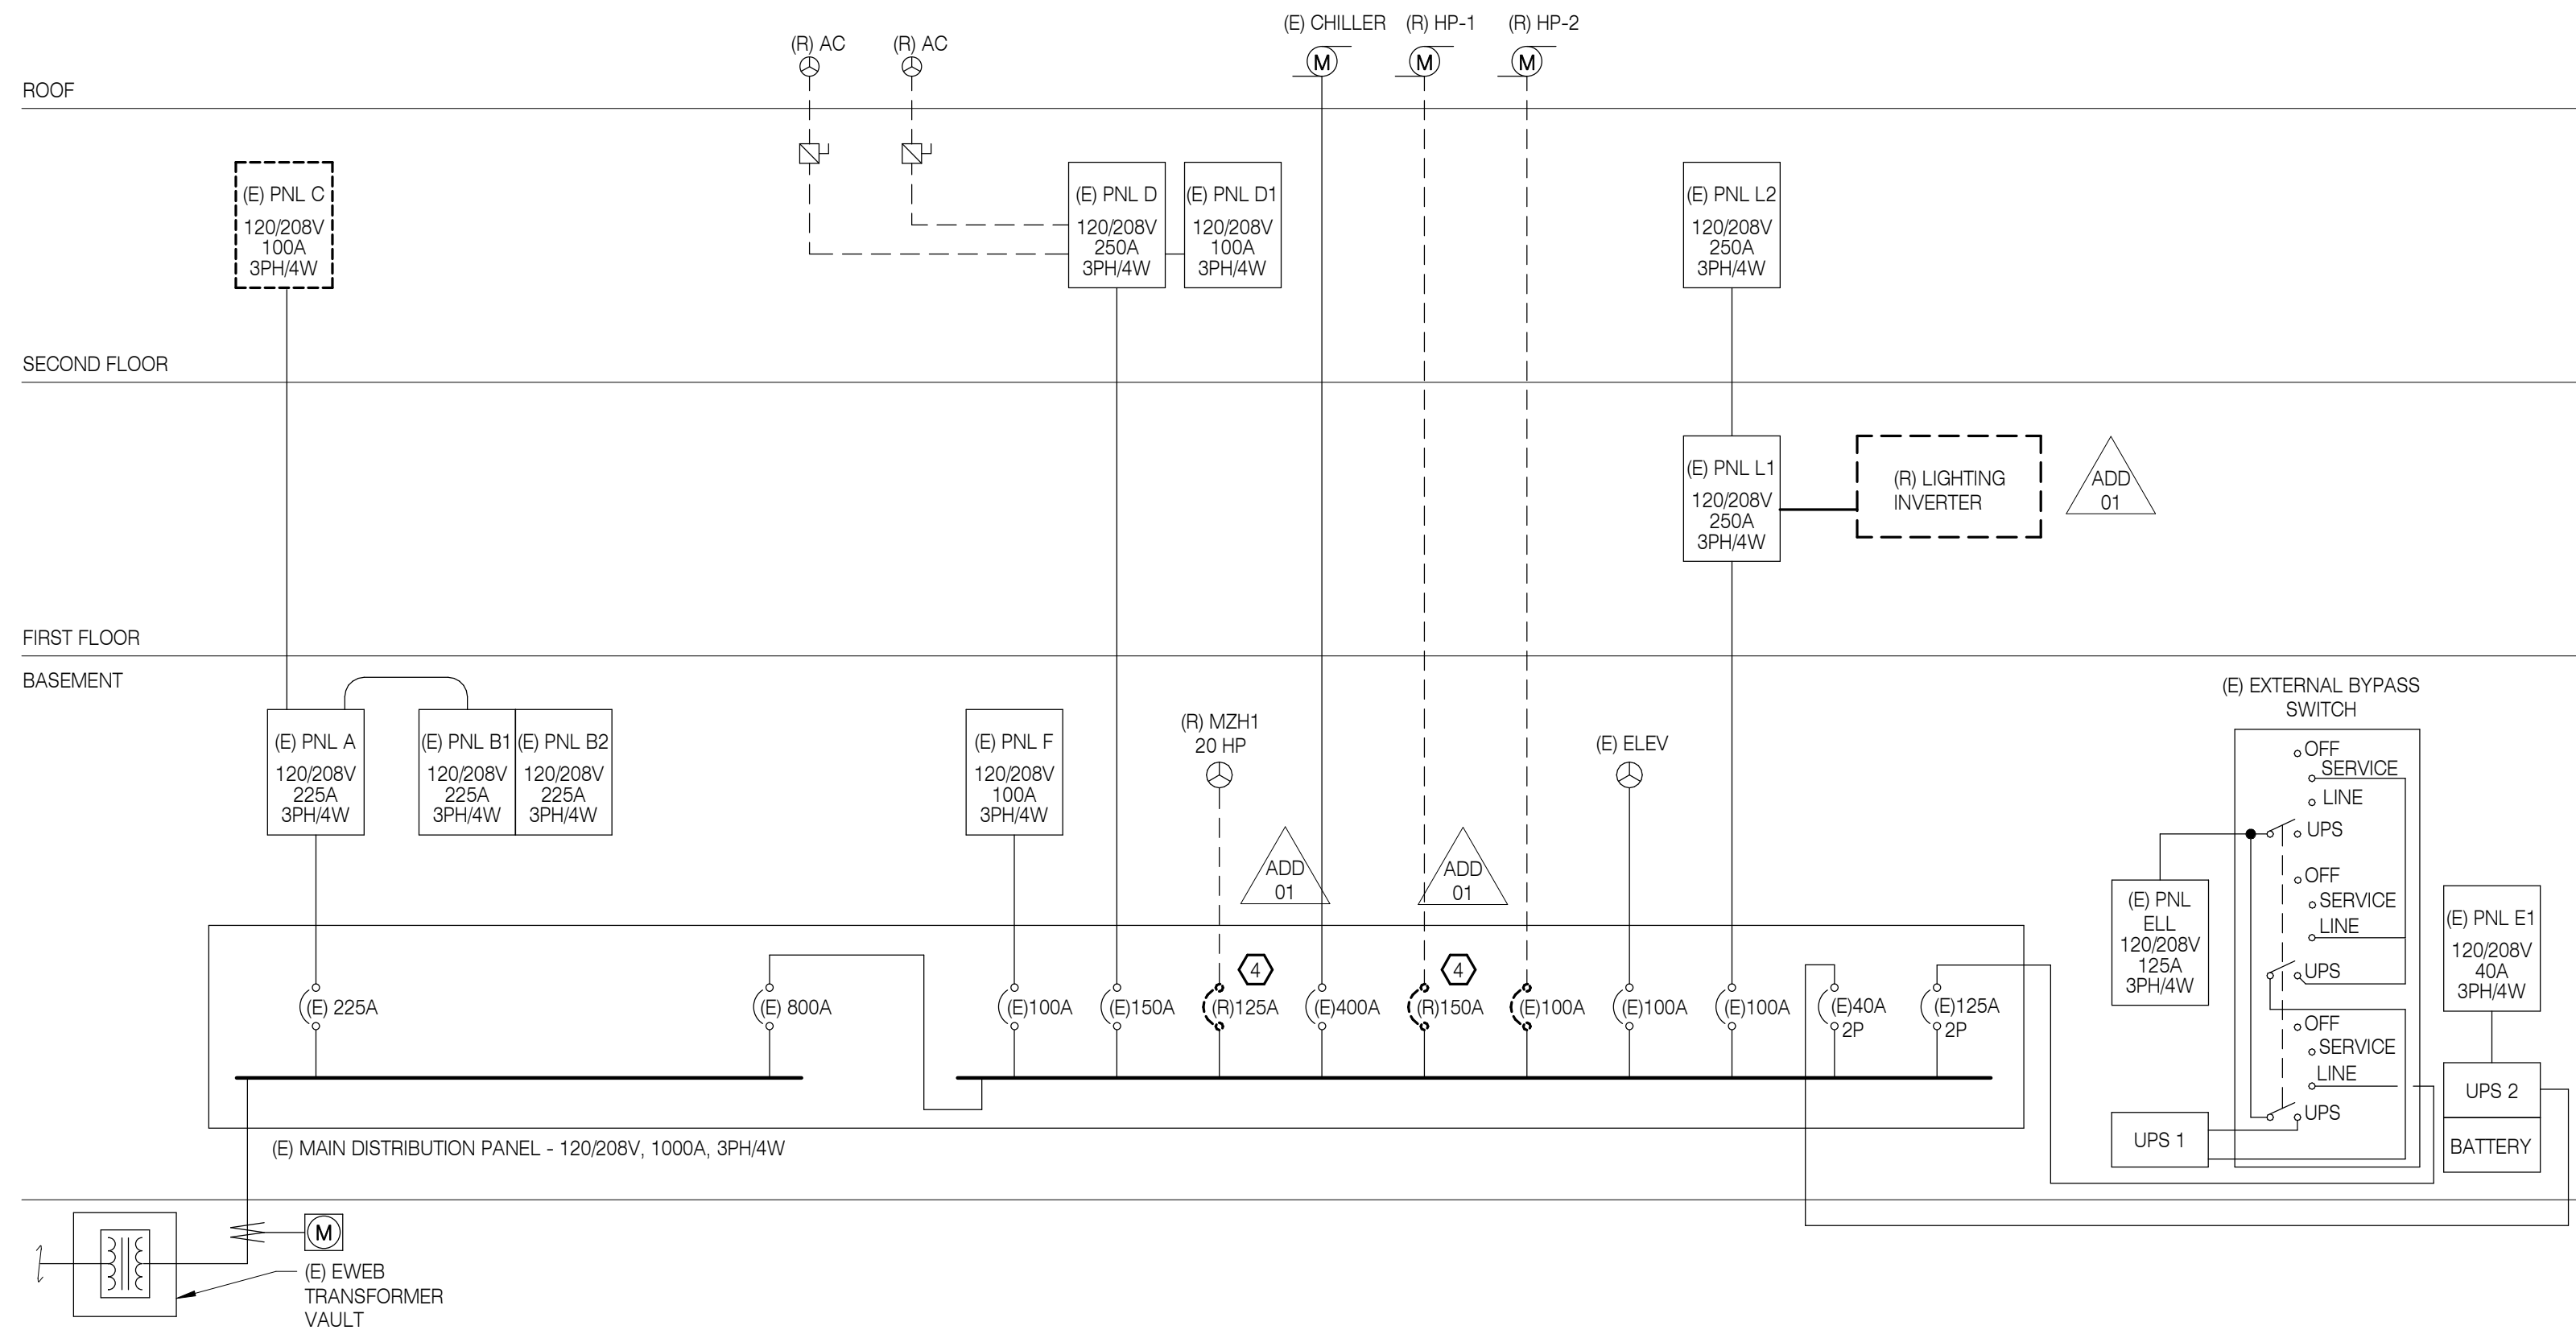 (E) CHILLER
(R) HP-1
(R) HP-2
(R) AC
(R) AC
M
M
M
ROOF
(E) PNL C
120/208V
100A
3PH/4W
(E) PNL D
120/208V
250A
3PH/4W
(E) PNL D1
120/208V
100A
3PH/4W
(E) PNL L2
120/208V
250A
3PH/4W
SECOND FLOOR
(E) PNL L1
120/208V
250A
3PH/4W
(R) LIGHTING
INVERTER
ADD
01
FIRST FLOOR
BASEMENT
(E) PNL A
120/208V
225A
3PH/4W
(E) PNL B1
120/208V
225A
3PH/4W
(E) PNL B2
120/208V
225A
3PH/4W
(E) PNL F
120/208V
100A
3PH/4W
(R) MZH1
20 HP
ADD
01
ADD
01
(E) ELEV
(E) EXTERNAL BYPASS
SWITCH
OFF
SERVICE
LINE
UPS
OFF
SERVICE
LINE
UPS
OFF
SERVICE
LINE
UPS
(E) PNL
ELL
120/208V
125A
3PH/4W
(E) PNL E1
120/208V
40A
3PH/4W
UPS 1
UPS 2
BATTERY
4
4
(E) 225A
(E) 800A
(E)100A
(E)150A
(R)125A
(E)400A
(R)150A
(E)100A
(E)100A
(E)100A
(E)40A
2P
(E)125A
2P
(E) MAIN DISTRIBUTION PANEL - 120/208V, 1000A, 3PH/4W
M
(E) EWEB
TRANSFORMER
VAULT